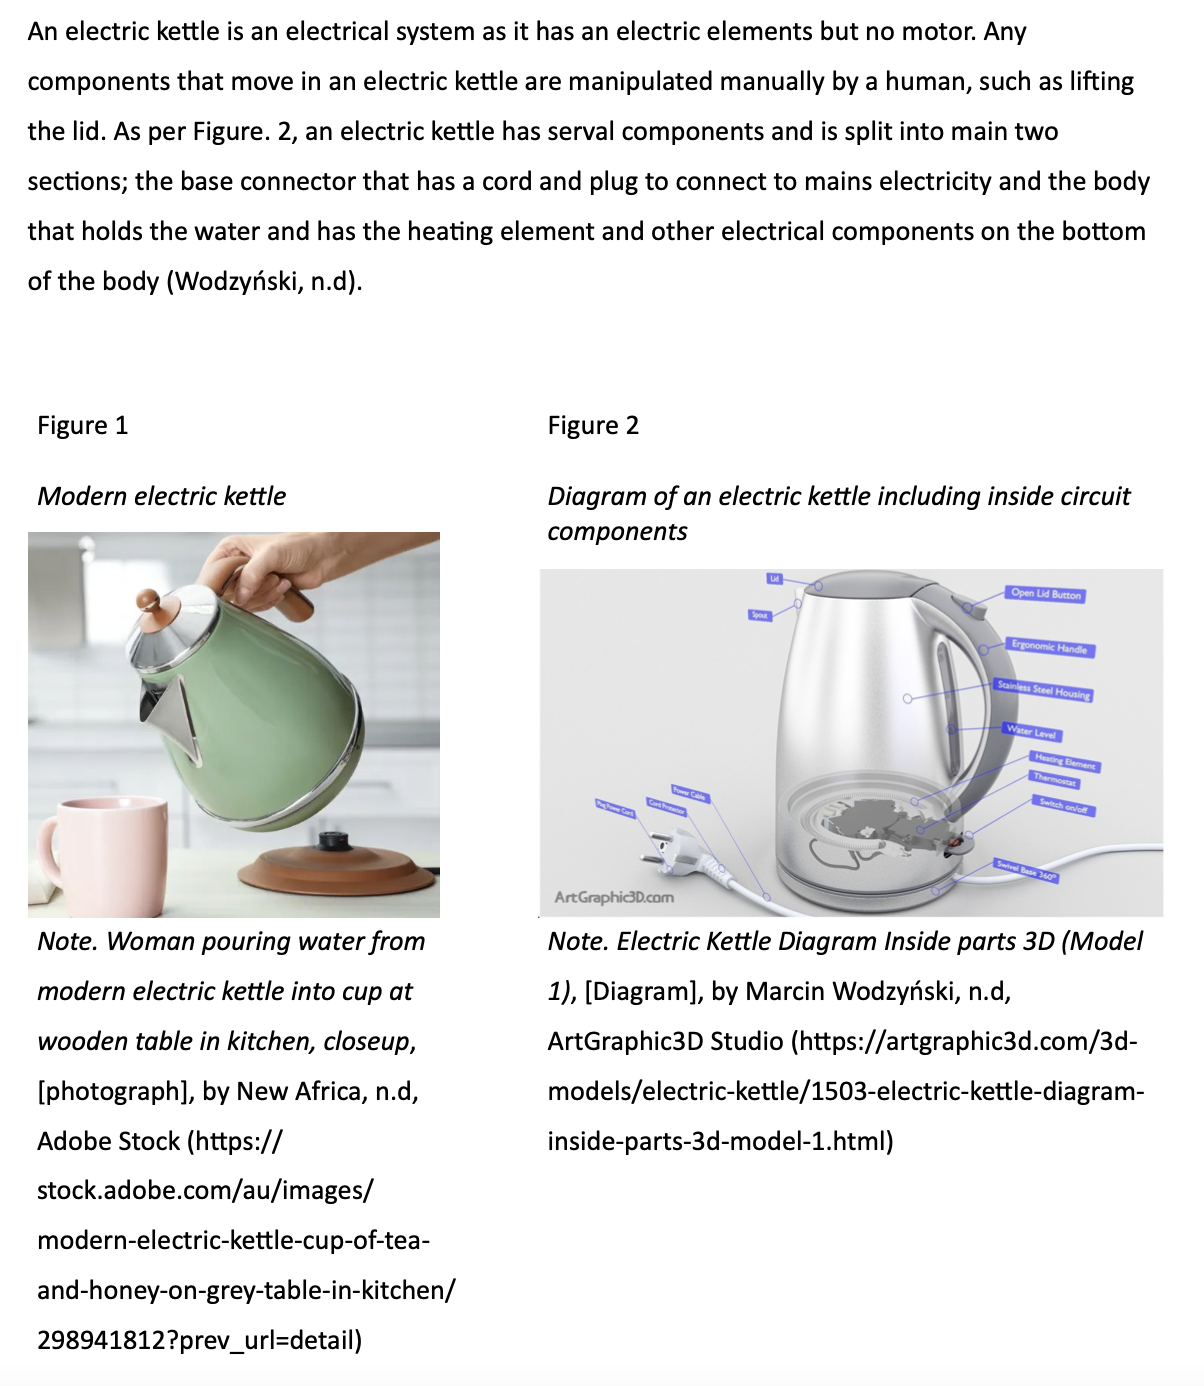 An electric kettle is an electrical system as it has an electric elements but no motor. Any
components that move in an electric kettle are manipulated manually by a human, such as lifting
the lid. As per Figure. 2, an electric kettle has serval components and is split into main two
sections; the base connector that has a cord and plug to connect to mains electricity and the body
that holds the water and has the heating element and other electrical components on the bottom
of the body (Wodzyński, n.d).
Figure 1
Modern electric kettle
Note. Woman pouring water from
modern electric kettle into cup at
wooden table in kitchen, closeup,
[photograph], by New Africa, n.d,
Adobe Stock (https://
stock.adobe.com/au/images/
modern-electric-kettle-cup-of-tea-
and-honey-on-grey-table-in-kitchen/
298941812?prev_url=detail)
Figure 2
Diagram of an electric kettle including inside circuit
components
Lid
Spout
Open Lid Button
Ergonomic Handle
Stainless Steel Housing
Water Level
Heating Element
Thermostat
Switch on/off
Power Cable
Cord Protector
Plug Power Cord
Swivel Base 360°
ArtGraphic3D.com
Note. Electric Kettle Diagram Inside parts 3D (Model
1), [Diagram], by Marcin Wodzyński, n.d,
ArtGraphic3D Studio (https://artgraphic3d.com/3d-
models/electric-kettle/1503-electric-kettle-diagram-
inside-parts-3d-model-1.html)